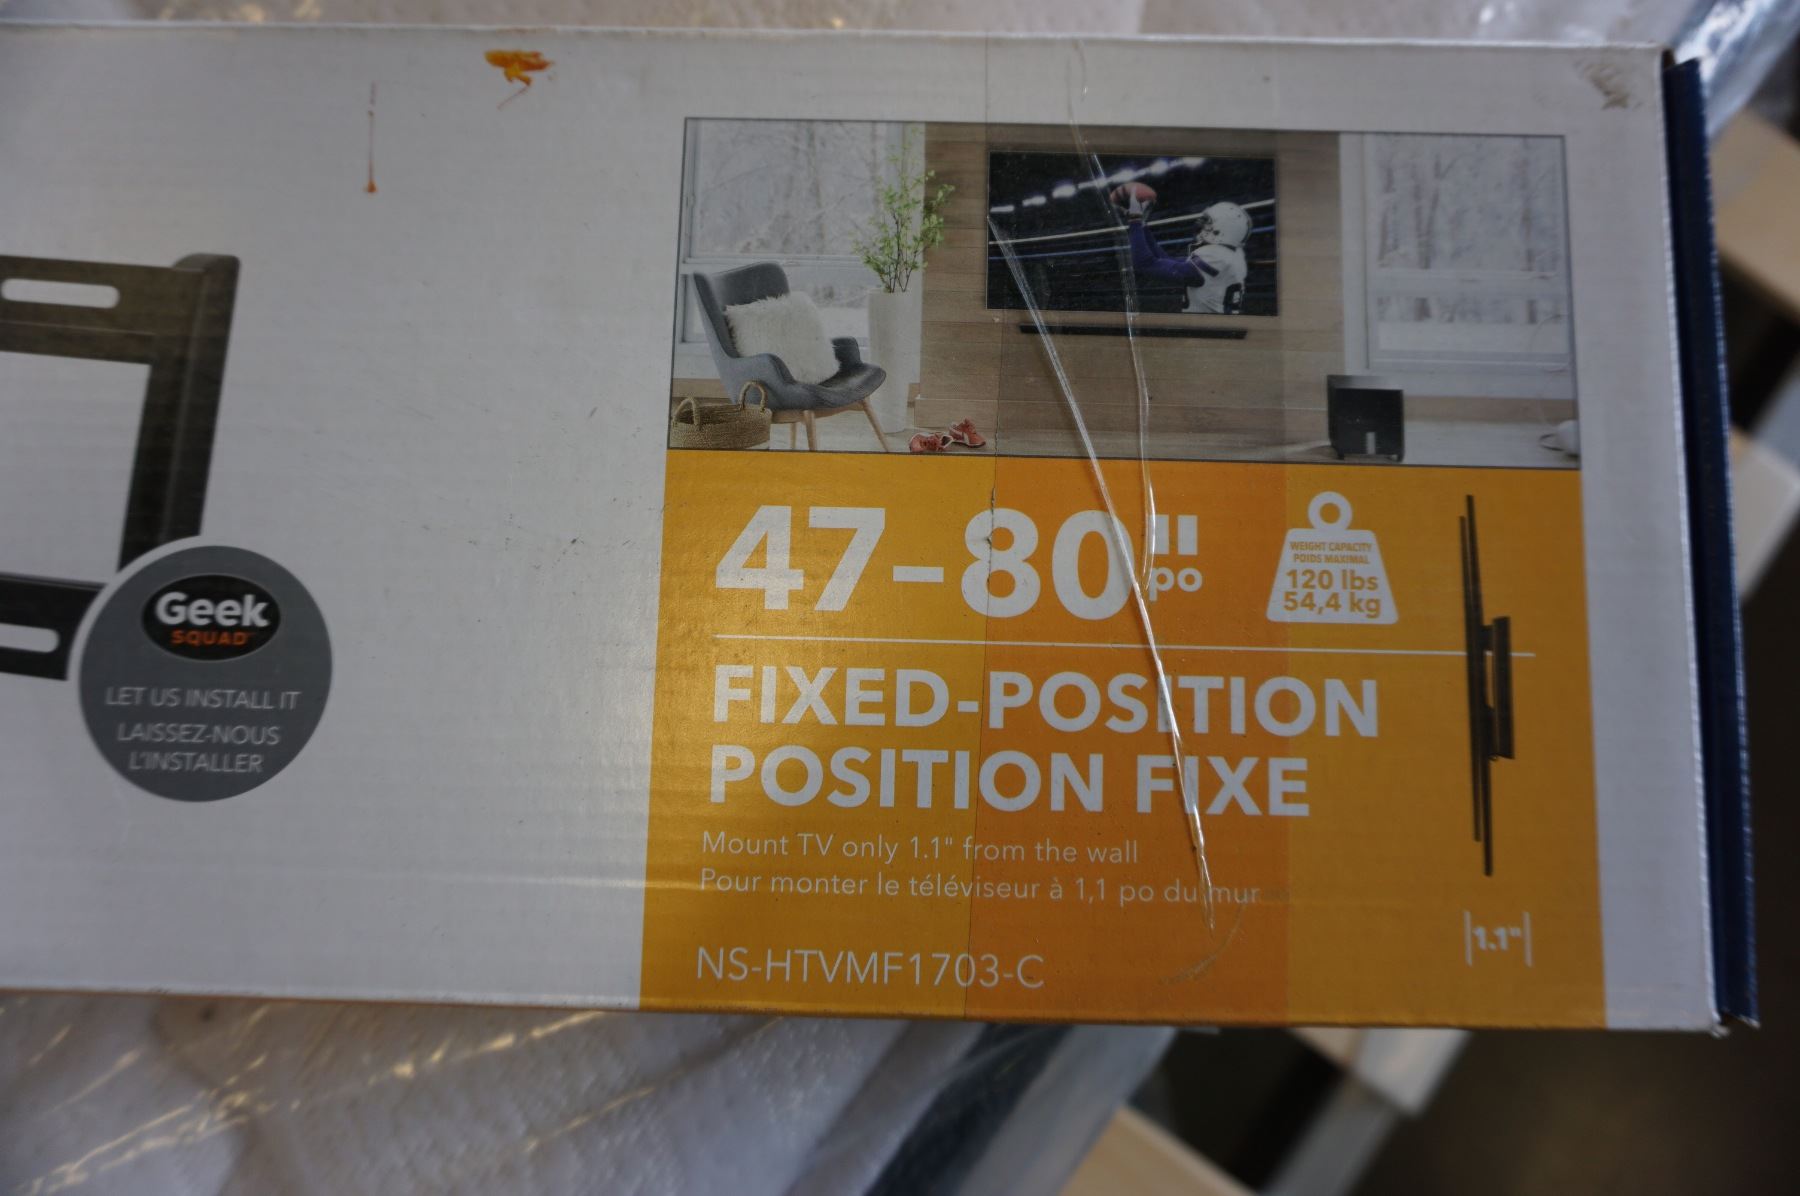 Geek
SQUAD
LET US INSTALL IT
LAISSEZ-NOUS
L'INSTALLER
47-80"
po
WEIGHT CAPACITY
POIDS MAXIMAL
120 lbs
54,4 kg
FIXED-POSITION
POSITION FIXE
Mount TV only 1.1" from the wall
Pour monter le téléviseur à 1,1 po du mur
1.1"
NS-HTVMF1703-C